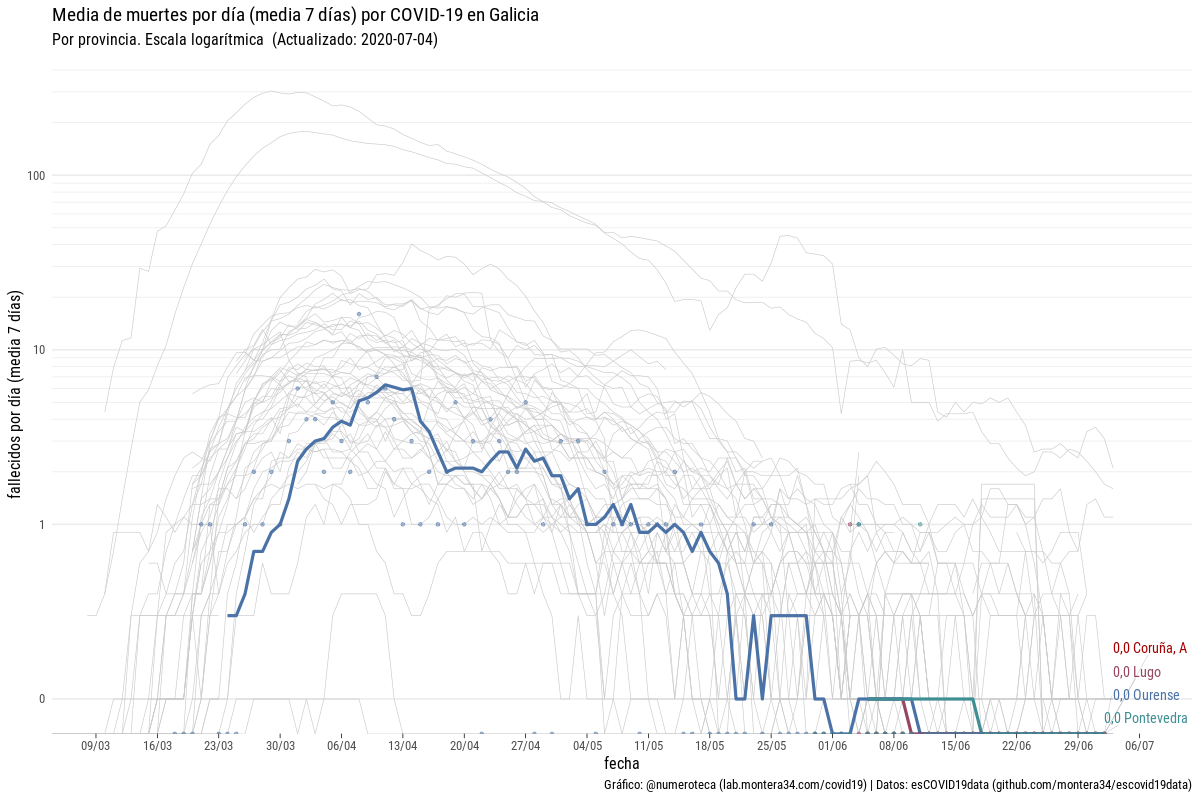 Media de muertes por día (media 7 días) por COVID-19 en Galicia
Por provincia. Escala logarítmica (Actualizado: 2020-07-04)
fallecidos por día (media 7 días)
100
10
1
0
0,0 Coruña, A
0,0 Lugo
0,0 Ourense
0,0 Pontevedra
09/03 16/03 23/03 30/03 06/04 13/04 20/04 27/04 04/05 11/05 18/05 25/05 01/06 08/06 15/06 22/06 29/06 06/07
fecha
Gráfico: @numeroteca (lab.montera34.com/covid19) | Datos: esCOVID19data (github.com/montera34/escovid19data)